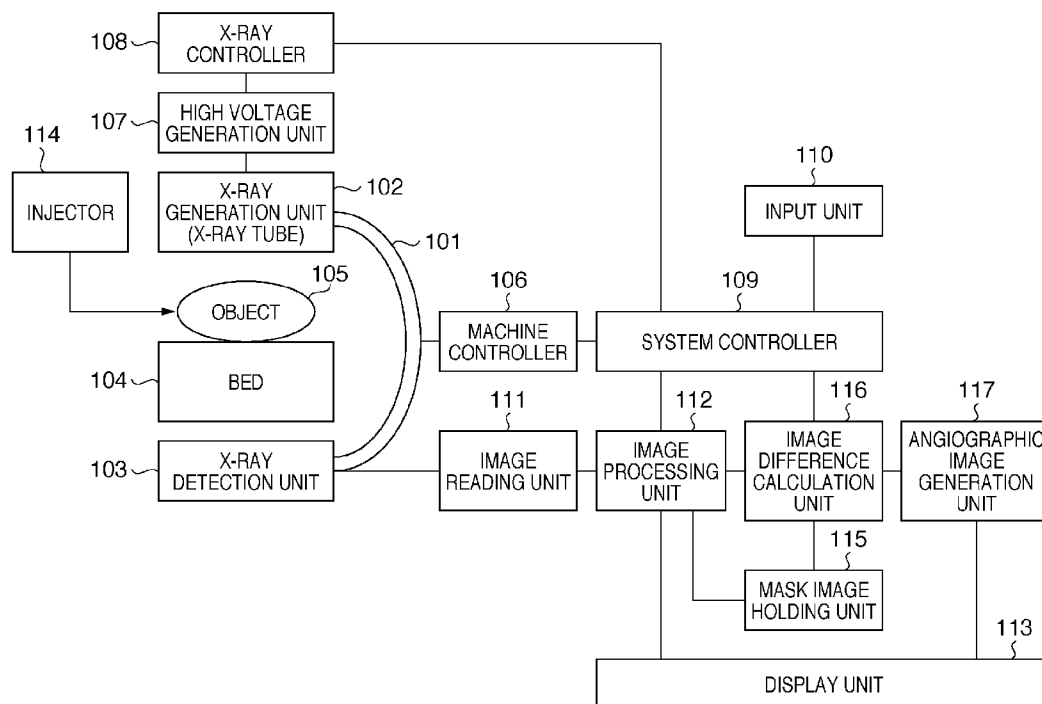 108
X-RAY
CONTROLLER
107
HIGH VOLTAGE
GENERATION UNIT
114
INJECTOR
X-RAY
GENERATION UNIT
(X-RAY TUBE)
102
101
110
INPUT UNIT
105
OBJECT
106
MACHINE
CONTROLLER
109
SYSTEM CONTROLLER
104
BED
103
X-RAY
DETECTION UNIT
111
IMAGE
READING UNIT
112
IMAGE
PROCESSING
UNIT
116
IMAGE
DIFFERENCE
CALCULATION
UNIT
117
ANGIOGRAPHIC
IMAGE
GENERATION
UNIT
115
MASK IMAGE
HOLDING UNIT
113
DISPLAY UNIT